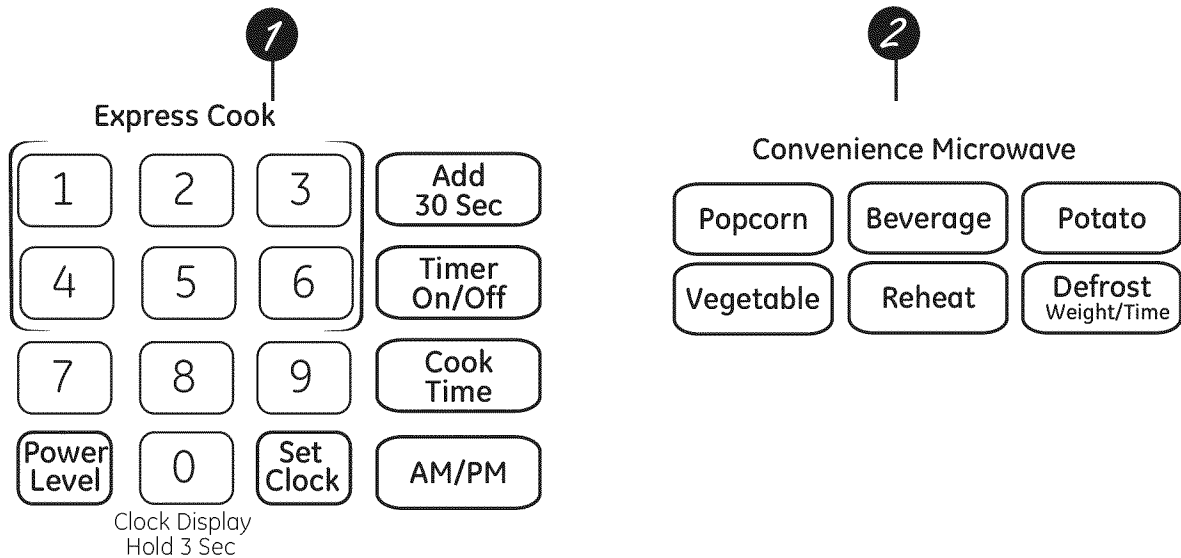 1
2
Express Cook
1 2 3 Add
30 Sec
4 5 6 Timer
On/Off
7 8 9 Cook
Time
Power
Level
0
Set
Clock
AM/PM
Clock Display
Hold 3 Sec
Convenience Microwave
Popcorn Beverage Potato
Vegetable Reheat Defrost
Weight/Time